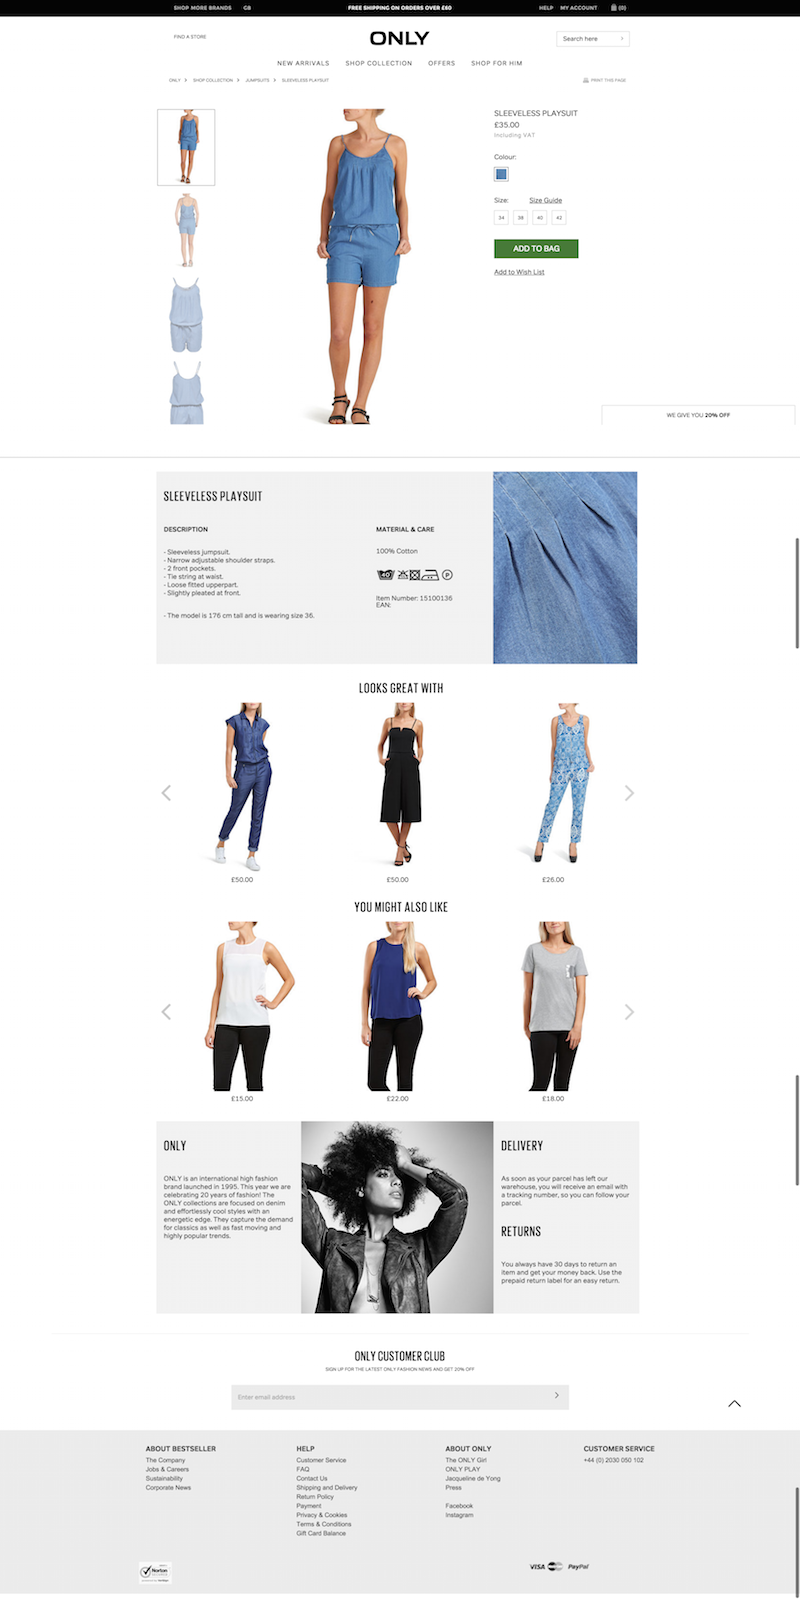 SHOP MORE BRANDS GB FREE SHIPPING ON ORDERS OVER £60 HELP MY ACCOUNT (0)
FIND A STORE ONLY Search here
NEW ARRIVALS SHOP COLLECTION OFFERS SHOP FOR HIM
ONLY > SHOP COLLECTION > JUMPSUITS > SLEEVELESS PLAYSUIT PRINT THIS PAGE
SLEEVELESS PLAYSUIT
£35.00
Including VAT
Colour:
Size: Size Guide
34 38 40 42
ADD TO BAG
Add to Wish List
WE GIVE YOU 20% OFF
SLEEVELESS PLAYSUIT
DESCRIPTION
- Sleeveless jumpsuit.
- Narrow adjustable shoulder straps.
- 2 front pockets.
- Tie string at waist.
- Loose fitted upperpart.
- Slightly pleated at front.
- The model is 176 cm tall and is wearing size 36.
MATERIAL & CARE
100% Cotton
40 P
Item Number: 15100136
EAN:
LOOKS GREAT WITH
£50.00 £50.00 £26.00
YOU MIGHT ALSO LIKE
£15.00 £22.00 £18.00
ONLY
ONLY is an international high fashion
brand launched in 1995. This year we are
celebrating 20 years of fashion! The
ONLY collections are focused on denim
and effortlessly cool styles with an
energetic edge. They capture the demand
for classics as well as fast moving and
highly popular trends.
DELIVERY
As soon as your parcel has left our
warehouse, you will receive an email with
a tracking number, so you can follow your
parcel.
RETURNS
You always have 30 days to return an
item and get your money back. Use the
prepaid return label for an easy return.
ONLY CUSTOMER CLUB
SIGN UP FOR THE LATEST ONLY FASHION NEWS AND GET 20% OFF
Enter email address
ABOUT BESTSELLER
The Company
Jobs & Careers
Sustainability
Corporate News
HELP
Customer Service
FAQ
Contact Us
Shipping and Delivery
Return Policy
Payment
Privacy & Cookies
Terms & Conditions
Gift Card Balance
ABOUT ONLY
The ONLY Girl
ONLY PLAY
Jacqueline de Yong
Press
Facebook
Instagram
CUSTOMER SERVICE
+44 (0) 2030 050 102
Norton
VISA PayPal